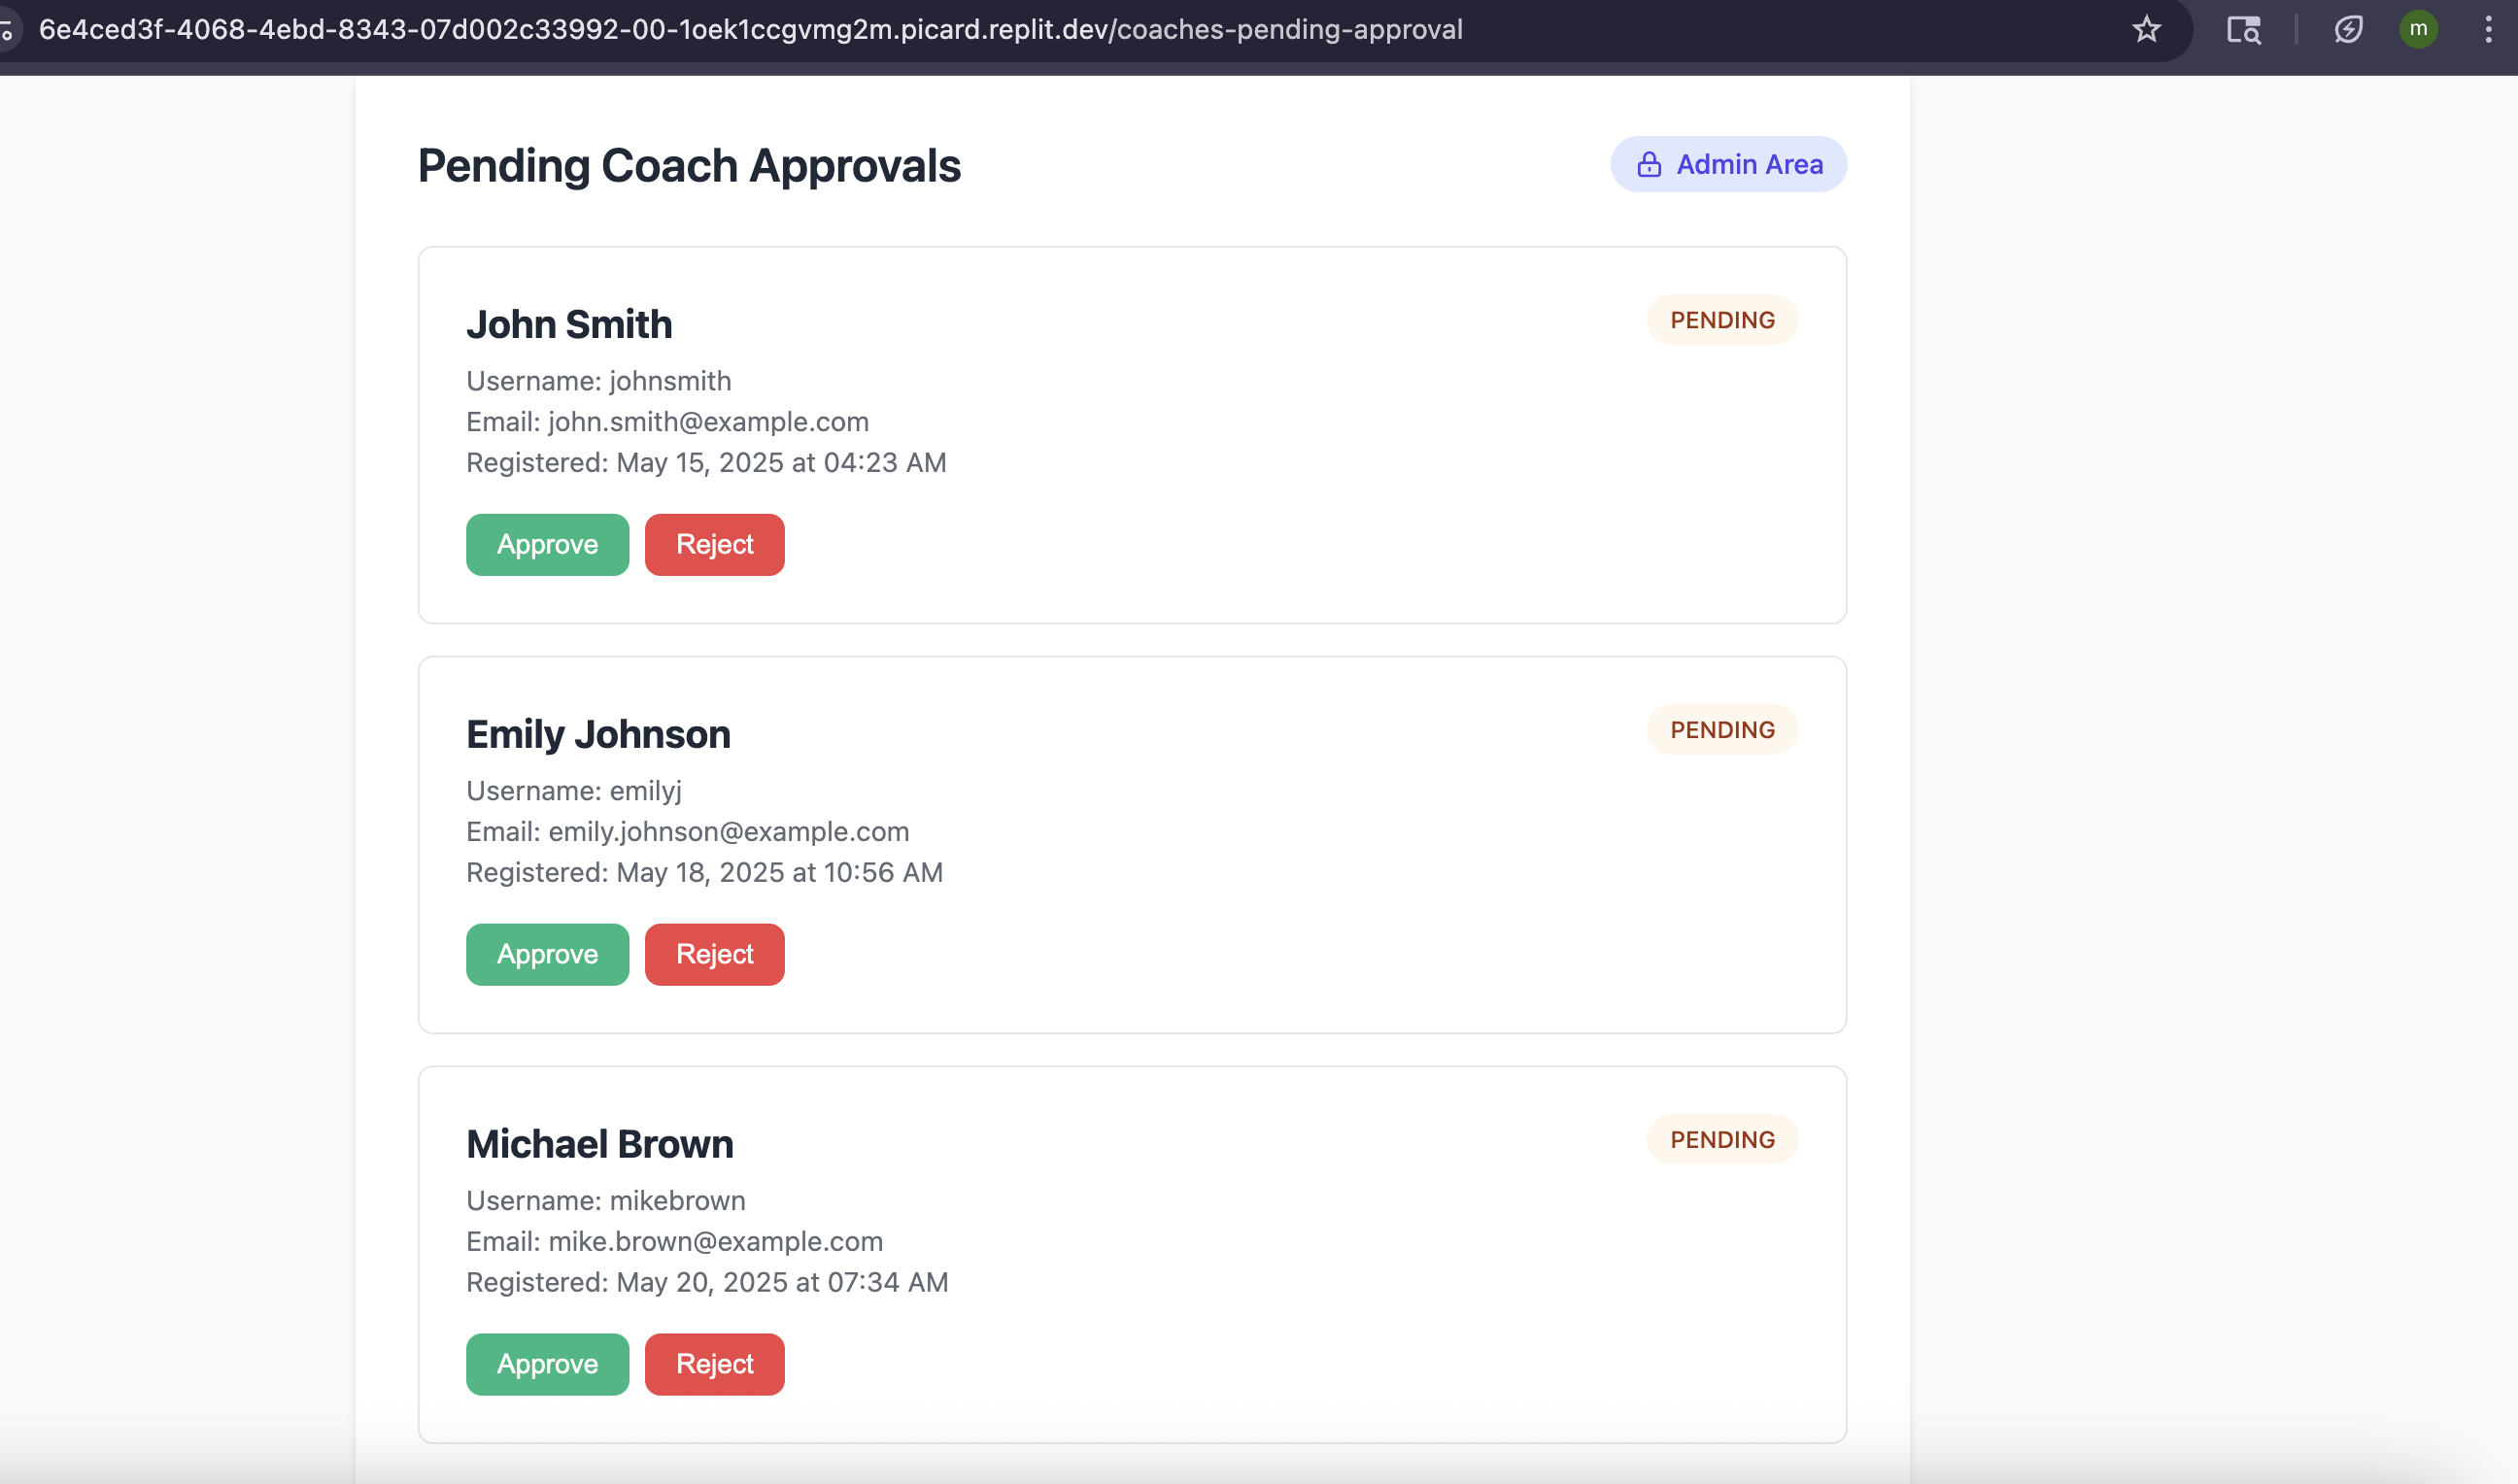 6e4ced3f-4068-4ebd-8343-07d002c33992-00-1oek1ccgvmg2m.picard.replit.dev/coaches-pending-approval
m
Pending Coach Approvals
Admin Area
John Smith
PENDING
Username: johnsmith
Email: john.smith@example.com
Registered: May 15, 2025 at 04:23 AM
Approve Reject
Emily Johnson
PENDING
Username: emilyj
Email: emily.johnson@example.com
Registered: May 18, 2025 at 10:56 AM
Approve Reject
Michael Brown
PENDING
Username: mikebrown
Email: mike.brown@example.com
Registered: May 20, 2025 at 07:34 AM
Approve Reject